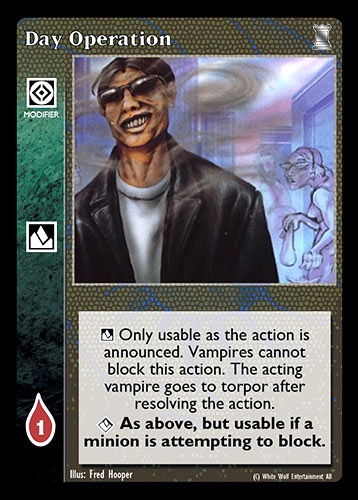 Day Operation
MODIFIER
Only usable as the action is
announced. Vampires cannot
block this action. The acting
vampire goes to torpor after
resolving the action.
As above, but usable if a
minion is attempting to block.
1
Illus: Fred Hooper
(C) White Wolf Entertainment AB